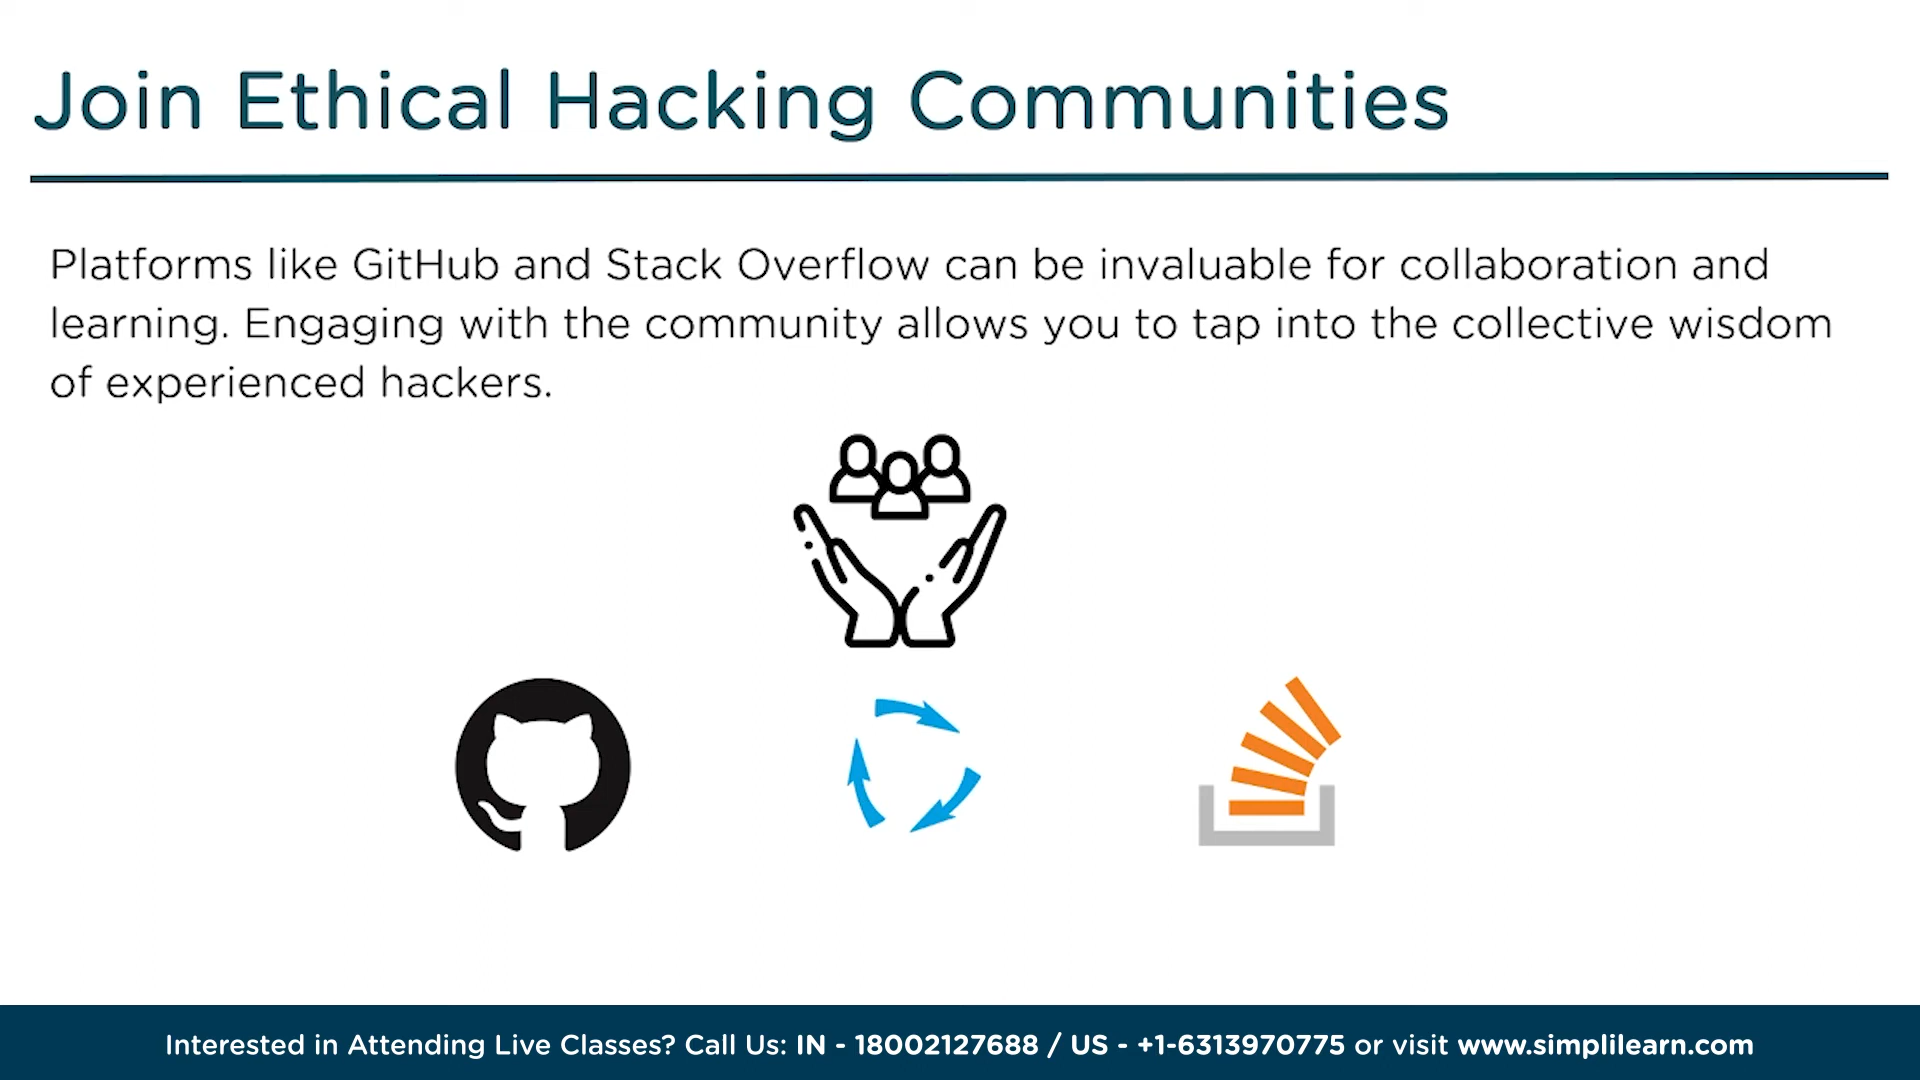 Join Ethical Hacking Communities
Platforms like GitHub and Stack Overflow can be invaluable for collaboration and
learning. Engaging with the community allows you to tap into the collective wisdom
of experienced hackers.
Interested in Attending Live Classes? Call Us: IN - 18002127688 / US - +1-6313970775 or visit www.simplilearn.com